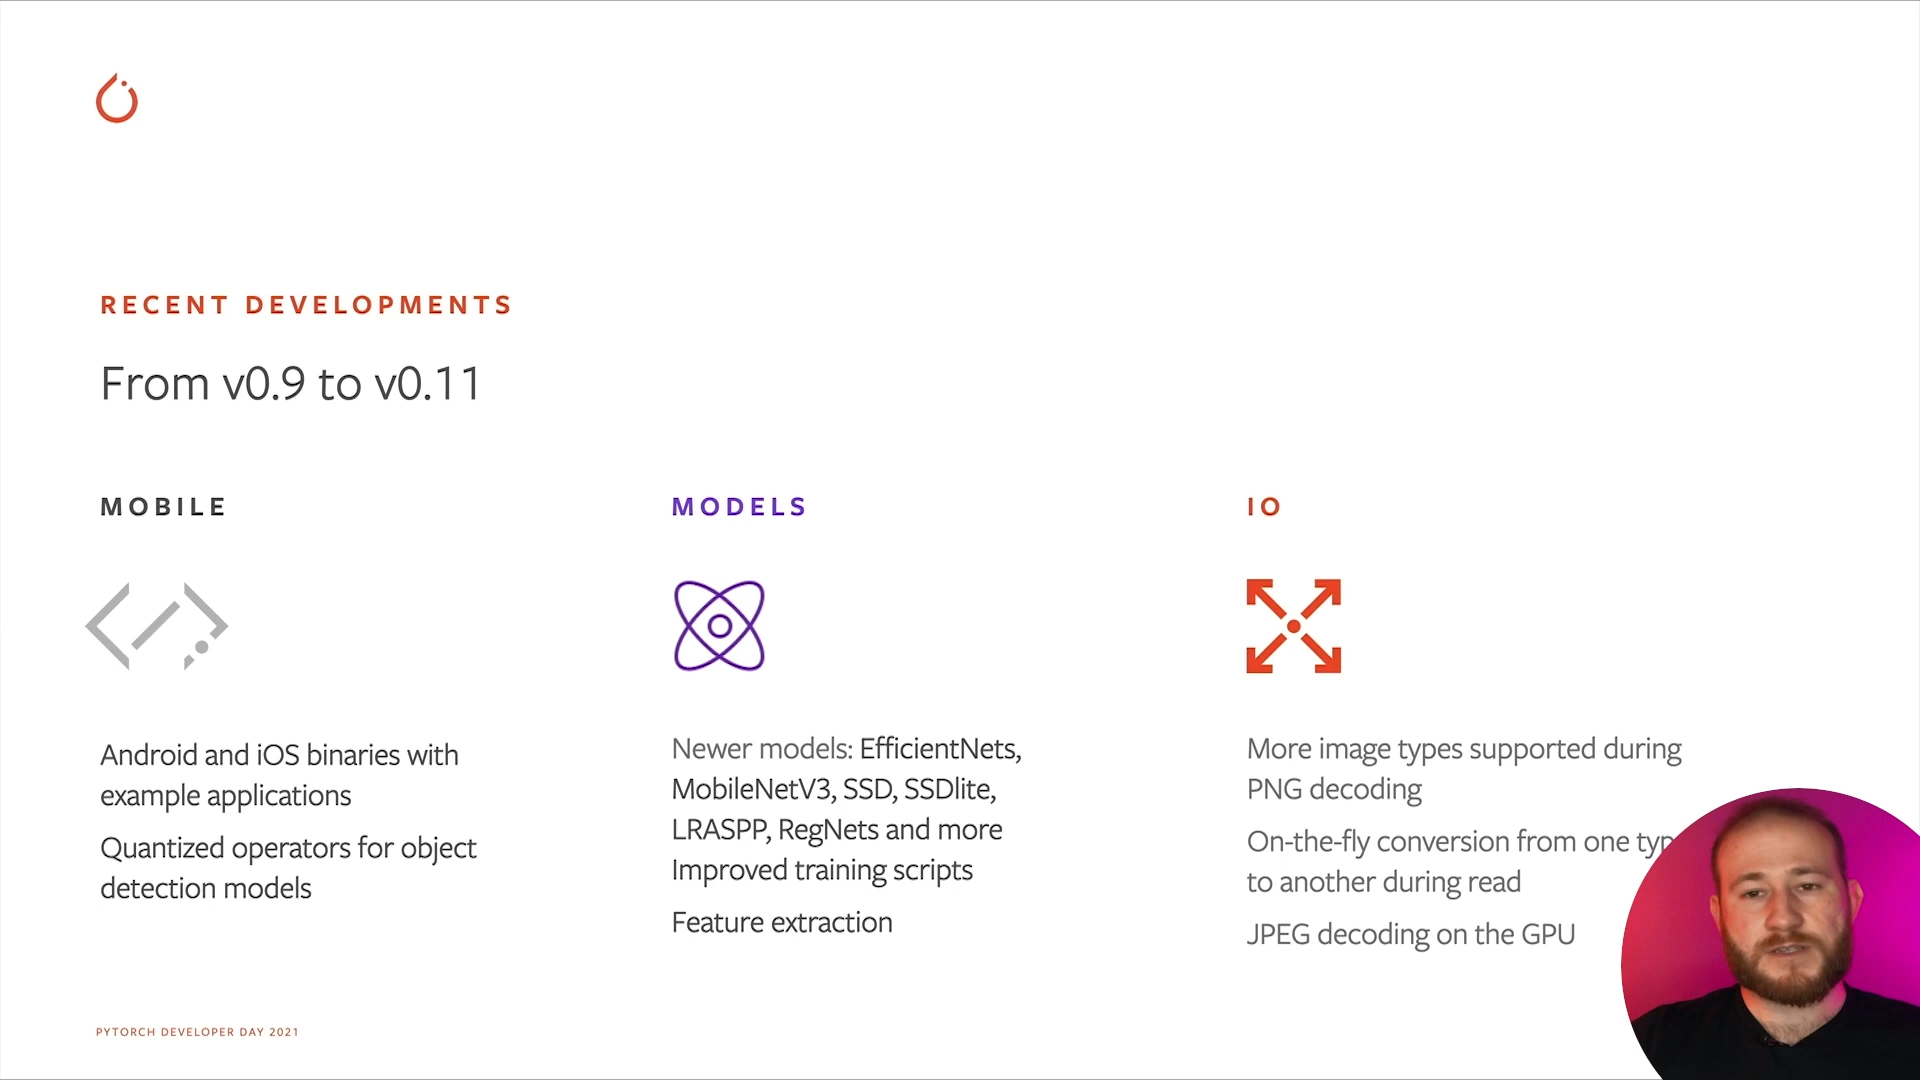 RECENT DEVELOPMENTS
From v0.9 to v0.11
MOBILE
Android and iOS binaries with
example applications
Quantized operators for object
detection models
MODELS
Newer models: EfficientNets,
MobileNetV3, SSD, SSDlite,
LRASPP, RegNets and more
Improved training scripts
Feature extraction
IO
More image types supported during
PNG decoding
On-the-fly conversion from one typ
to another during read
JPEG decoding on the GPU
PYTORCH DEVELOPER DAY 2021